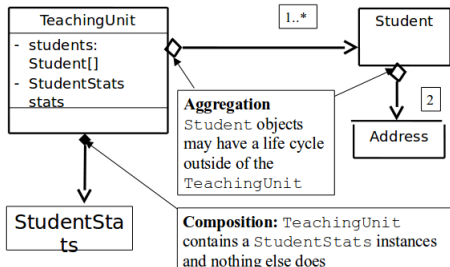 TeachingUnit
- students:
Student[]
- StudentStats
stats
1..*
Student
2
Address
Aggregation
Student objects
may have a life cycle
outside of the
TeachingUnit
StudentSta
ts
Composition: TeachingUnit
contains a StudentStats instances
and nothing else does